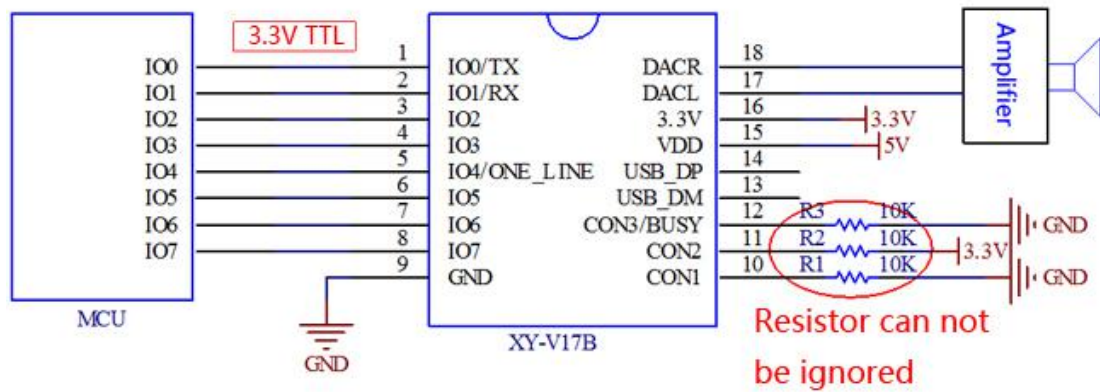 3.3V TTL
IO0
IO1
IO2
IO3
IO4
IO5
IO6
IO7
MCU
1
2
3
4
5
6
7
8
9
GND
IO0/TX
IO1/RX
IO2
IO3
IO4/ONE_LINE
IO5
IO6
IO7
GND
DACR
DACL
3.3V
VDD
USB_DP
USB_DM
CON3/BUSY
CON2
CON1
XY-V17B
18
17
16
15
14
13
12
11
10
Amplifier
3.3V
5V
R3 10K
GND
R2 10K
3.3V
R1 10K
GND
Resistor can not
be ignored